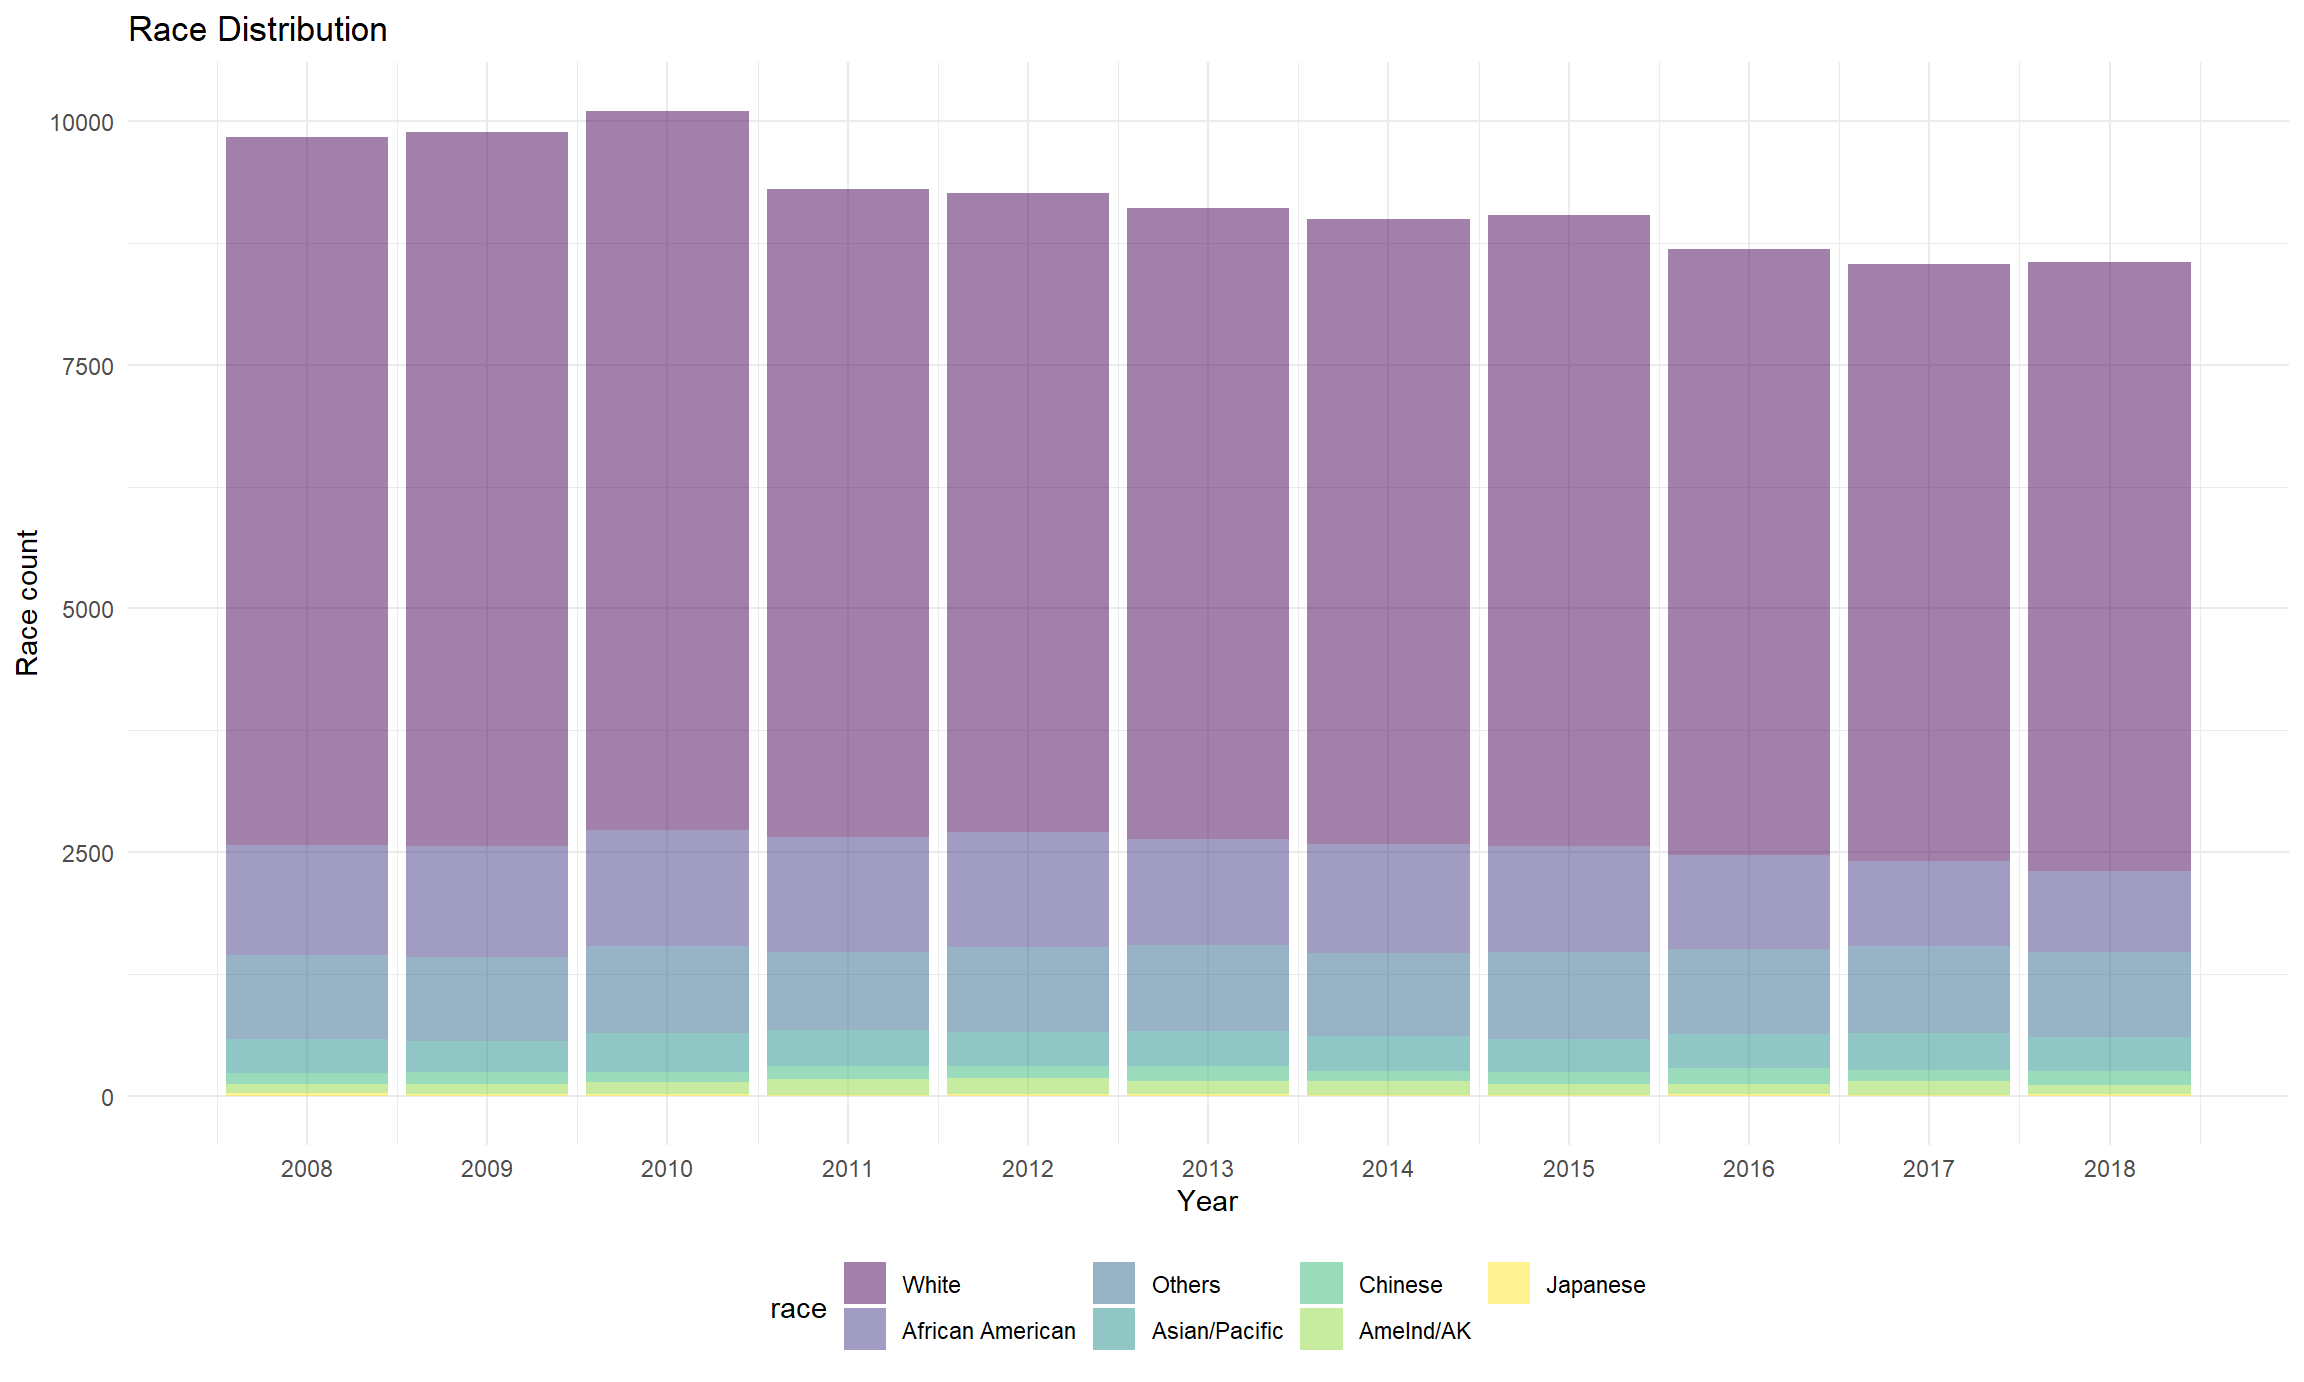 Race Distribution
10000
7500
5000
2500
0
Race count
2008 2009 2010 2011 2012 2013 2014 2015 2016 2017 2018
Year
race
White Others Chinese Japanese
African American Asian/Pacific AmeInd/AK